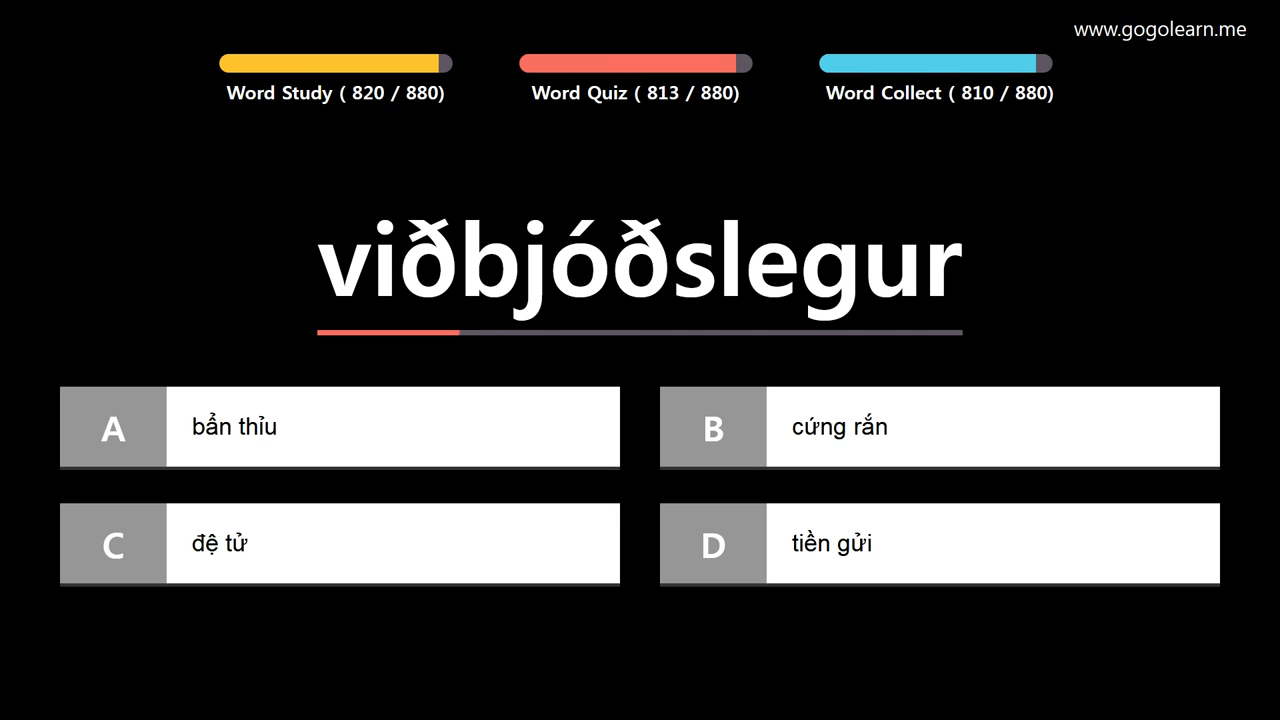 www.gogolearn.me
Word Study ( 820 / 880)
Word Quiz ( 813 / 880)
Word Collect ( 810 / 880)
viðbjóðslegur
A bẩn thỉu
B cứng rắn
C đệ tử
D tiền gửi